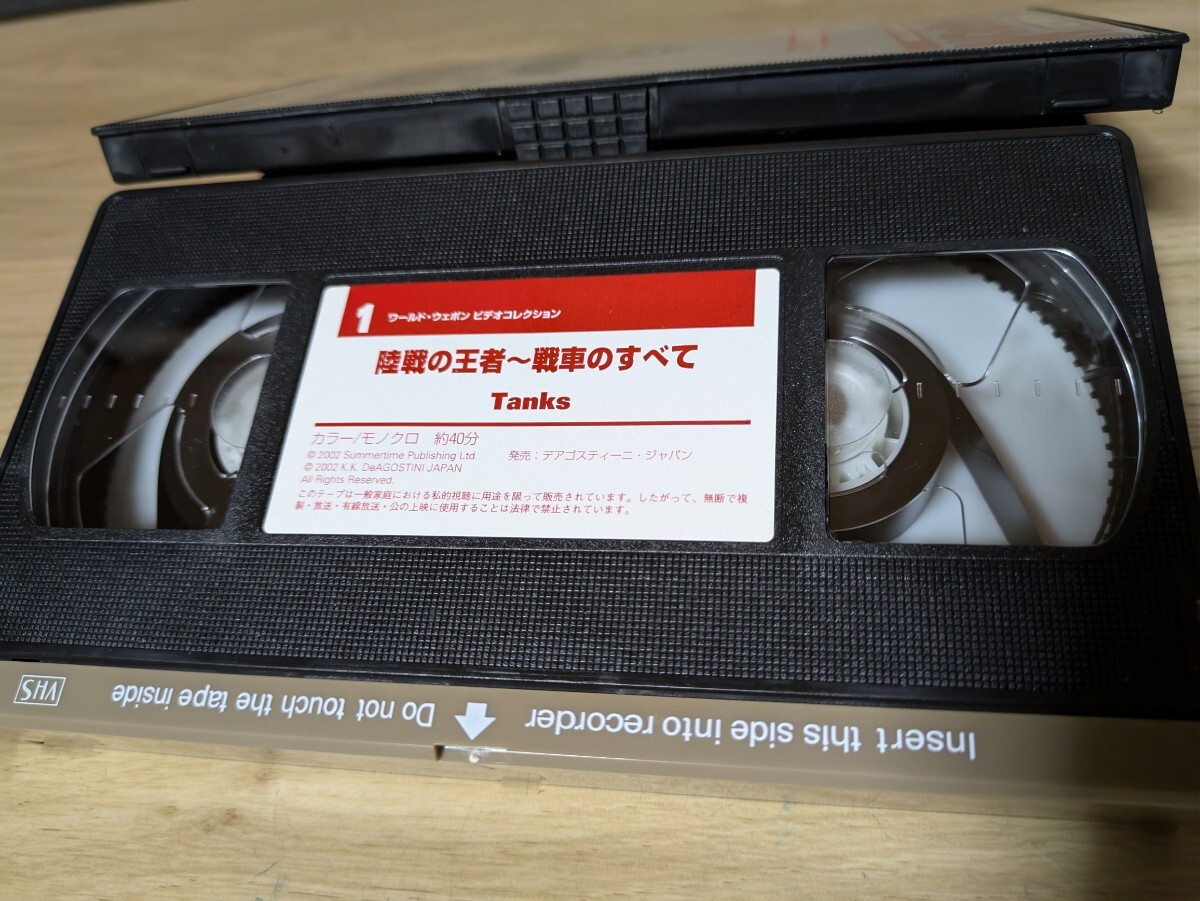 1 ワールド・ウェポン ビデオコレクション
陸戦の王者～戦車のすべて
Tanks
カラー/モノクロ 約40分
© 2002 Summertime Publishing Ltd 発売：デアゴスティーニ・ジャパン
© 2002 K.K. DeAGOSTINI JAPAN
All Rights Reserved.
このテープは一般家庭における私的視聴に用途を限って販売されています。したがって、無断で複
製・放送・有線放送・公の上映に使用することは法律で禁止されています。
Insert this side into recorder Do not touch the tape inside VHS